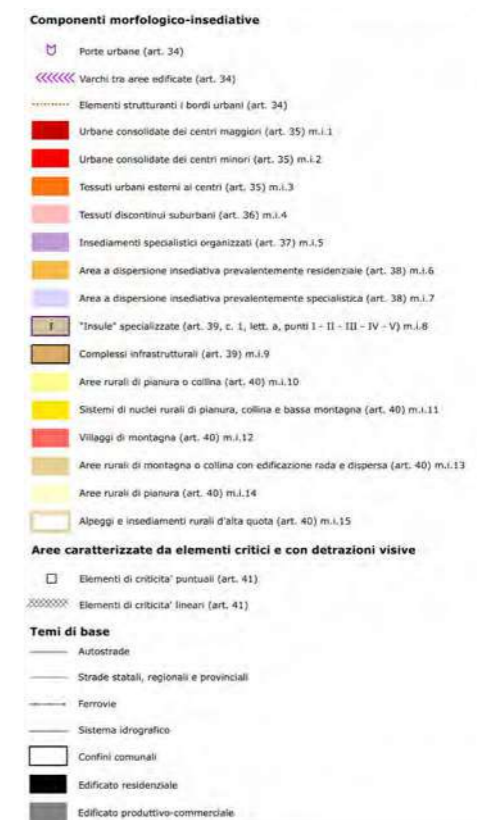 Componenti morfologico-insediative
Porte urbane (art. 34)
Varchi tra aree edificate (art. 34)
Elementi strutturanti i bordi urbani (art. 34)
Urbane consolidate dei centri maggiori (art. 35) m.i.1
Urbane consolidate dei centri minori (art. 35) m.i.2
Tessuti urbani esterni ai centri (art. 35) m.i.3
Tessuti discontinui suburbani (art. 36) m.i.4
Insediamenti specialistici organizzati (art. 37) m.i.5
Area a dispersione insediativa prevalentemente residenziale (art. 38) m.i.6
Area a dispersione insediativa prevalentemente specialistica (art. 38) m.i.7
I "Insule" specializzate (art. 39, c. 1, lett. a, punti I - II - III - IV - V) m.i.8
Complessi infrastrutturali (art. 39) m.i.9
Aree rurali di pianura o collina (art. 40) m.i.10
Sistemi di nuclei rurali di pianura, collina e bassa montagna (art. 40) m.i.11
Villaggi di montagna (art. 40) m.i.12
Aree rurali di montagna o collina con edificazione rada e dispersa (art. 40) m.i.13
Aree rurali di pianura (art. 40) m.i.14
Alpeggi e insediamenti rurali d'alta quota (art. 40) m.i.15
Aree caratterizzate da elementi critici e con detrazioni visive
Elementi di criticita' puntuali (art. 41)
Elementi di criticita' lineari (art. 41)
Temi di base
Autostrade
Strade statali, regionali e provinciali
Ferrovie
Sistema idrografico
Confini comunali
Edificato residenziale
Edificato produttivo-commerciale